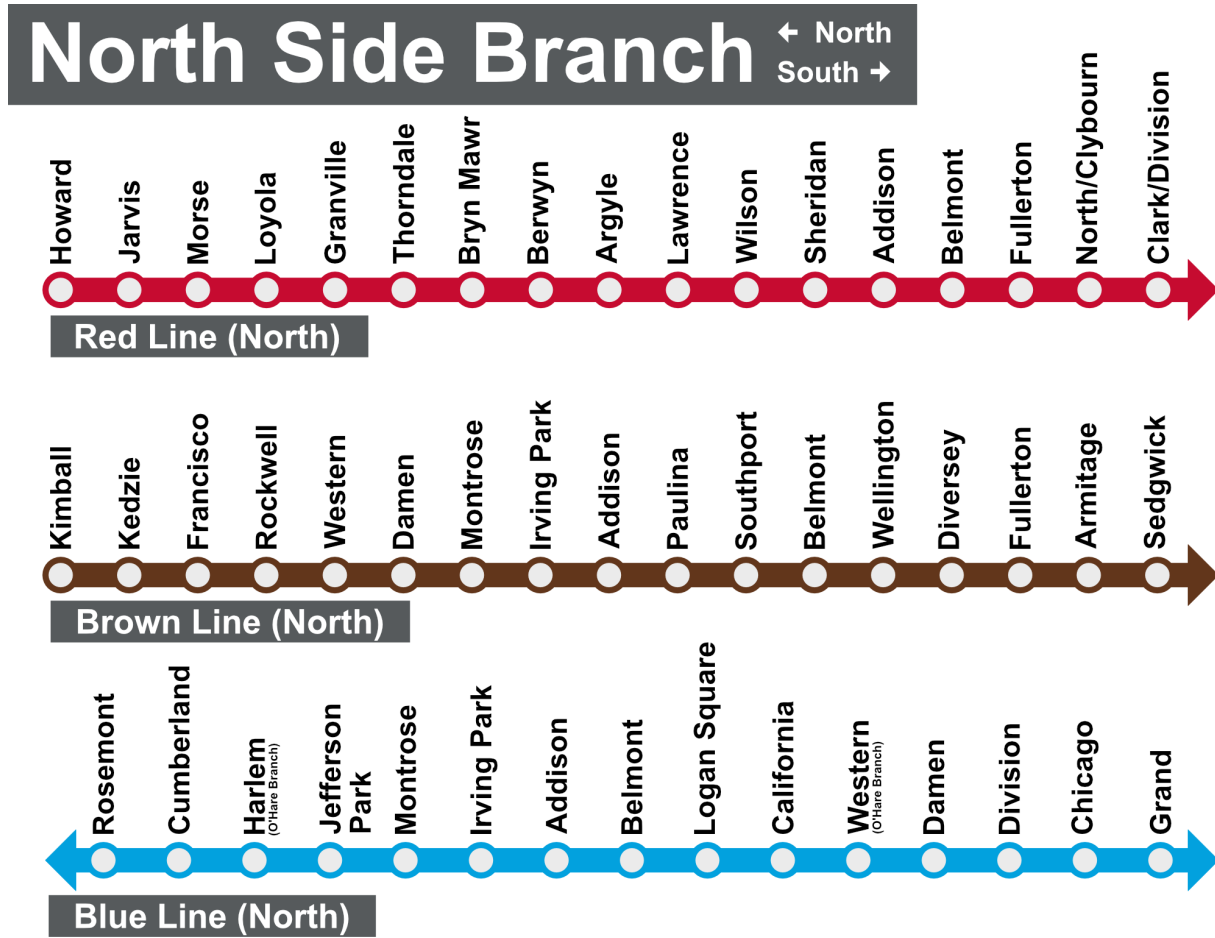 North Side Branch
← North
South →
Howard
Jarvis
Morse
Loyola
Granville
Thorndale
Bryn Mawr
Berwyn
Argyle
Lawrence
Wilson
Sheridan
Addison
Belmont
Fullerton
North/Clybourn
Clark/Division
Red Line (North)
Kimball
Kedzie
Francisco
Rockwell
Western
Damen
Montrose
Irving Park
Addison
Paulina
Southport
Belmont
Wellington
Diversey
Fullerton
Armitage
Sedgwick
Brown Line (North)
Rosemont
Cumberland
Harlem
(O'Hare Branch)
Jefferson
Park
Montrose
Irving Park
Addison
Belmont
Logan Square
California
Western
(O'Hare Branch)
Damen
Division
Chicago
Grand
Blue Line (North)